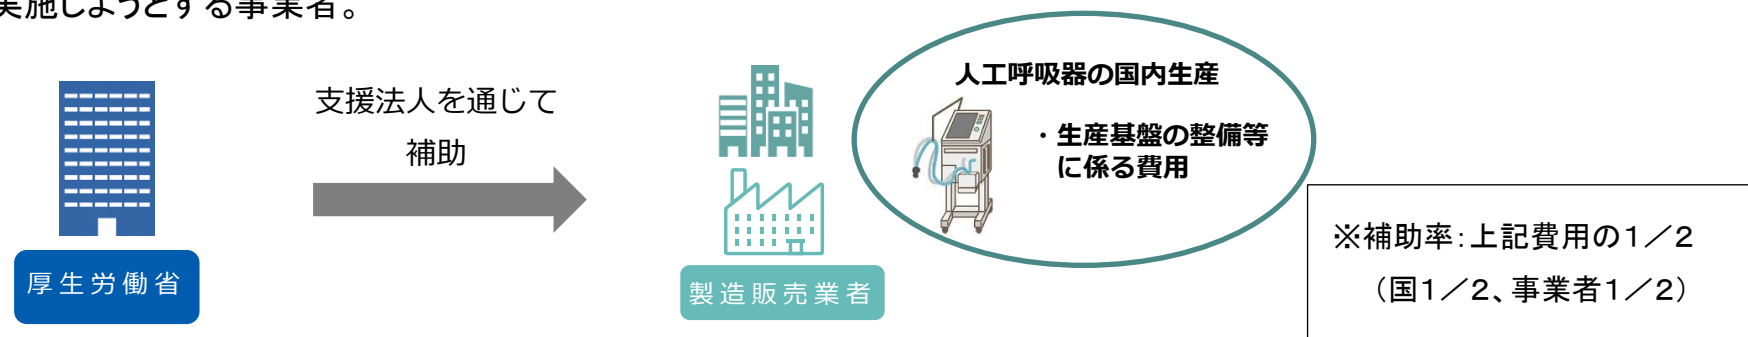 実施しようとする事業者。
支援法人を通じて
補助
厚生労働省
製造販売業者
人工呼吸器の国内生産
・生産基盤の整備等
に係る費用
※補助率：上記費用の１／２
（国１／２、事業者１／２）